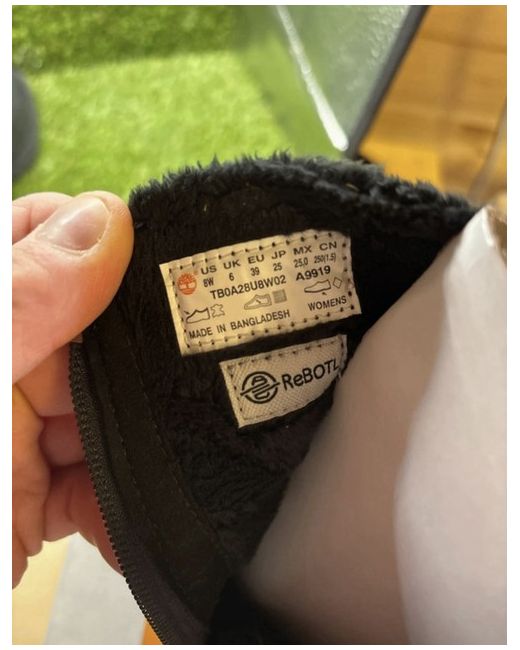 US UK EU JP MX CN
8W 6 39 25 25,0 250(1.5)
TB0A28U8W02 A9919
WOMENS
MADE IN BANGLADESH
ReBOTL